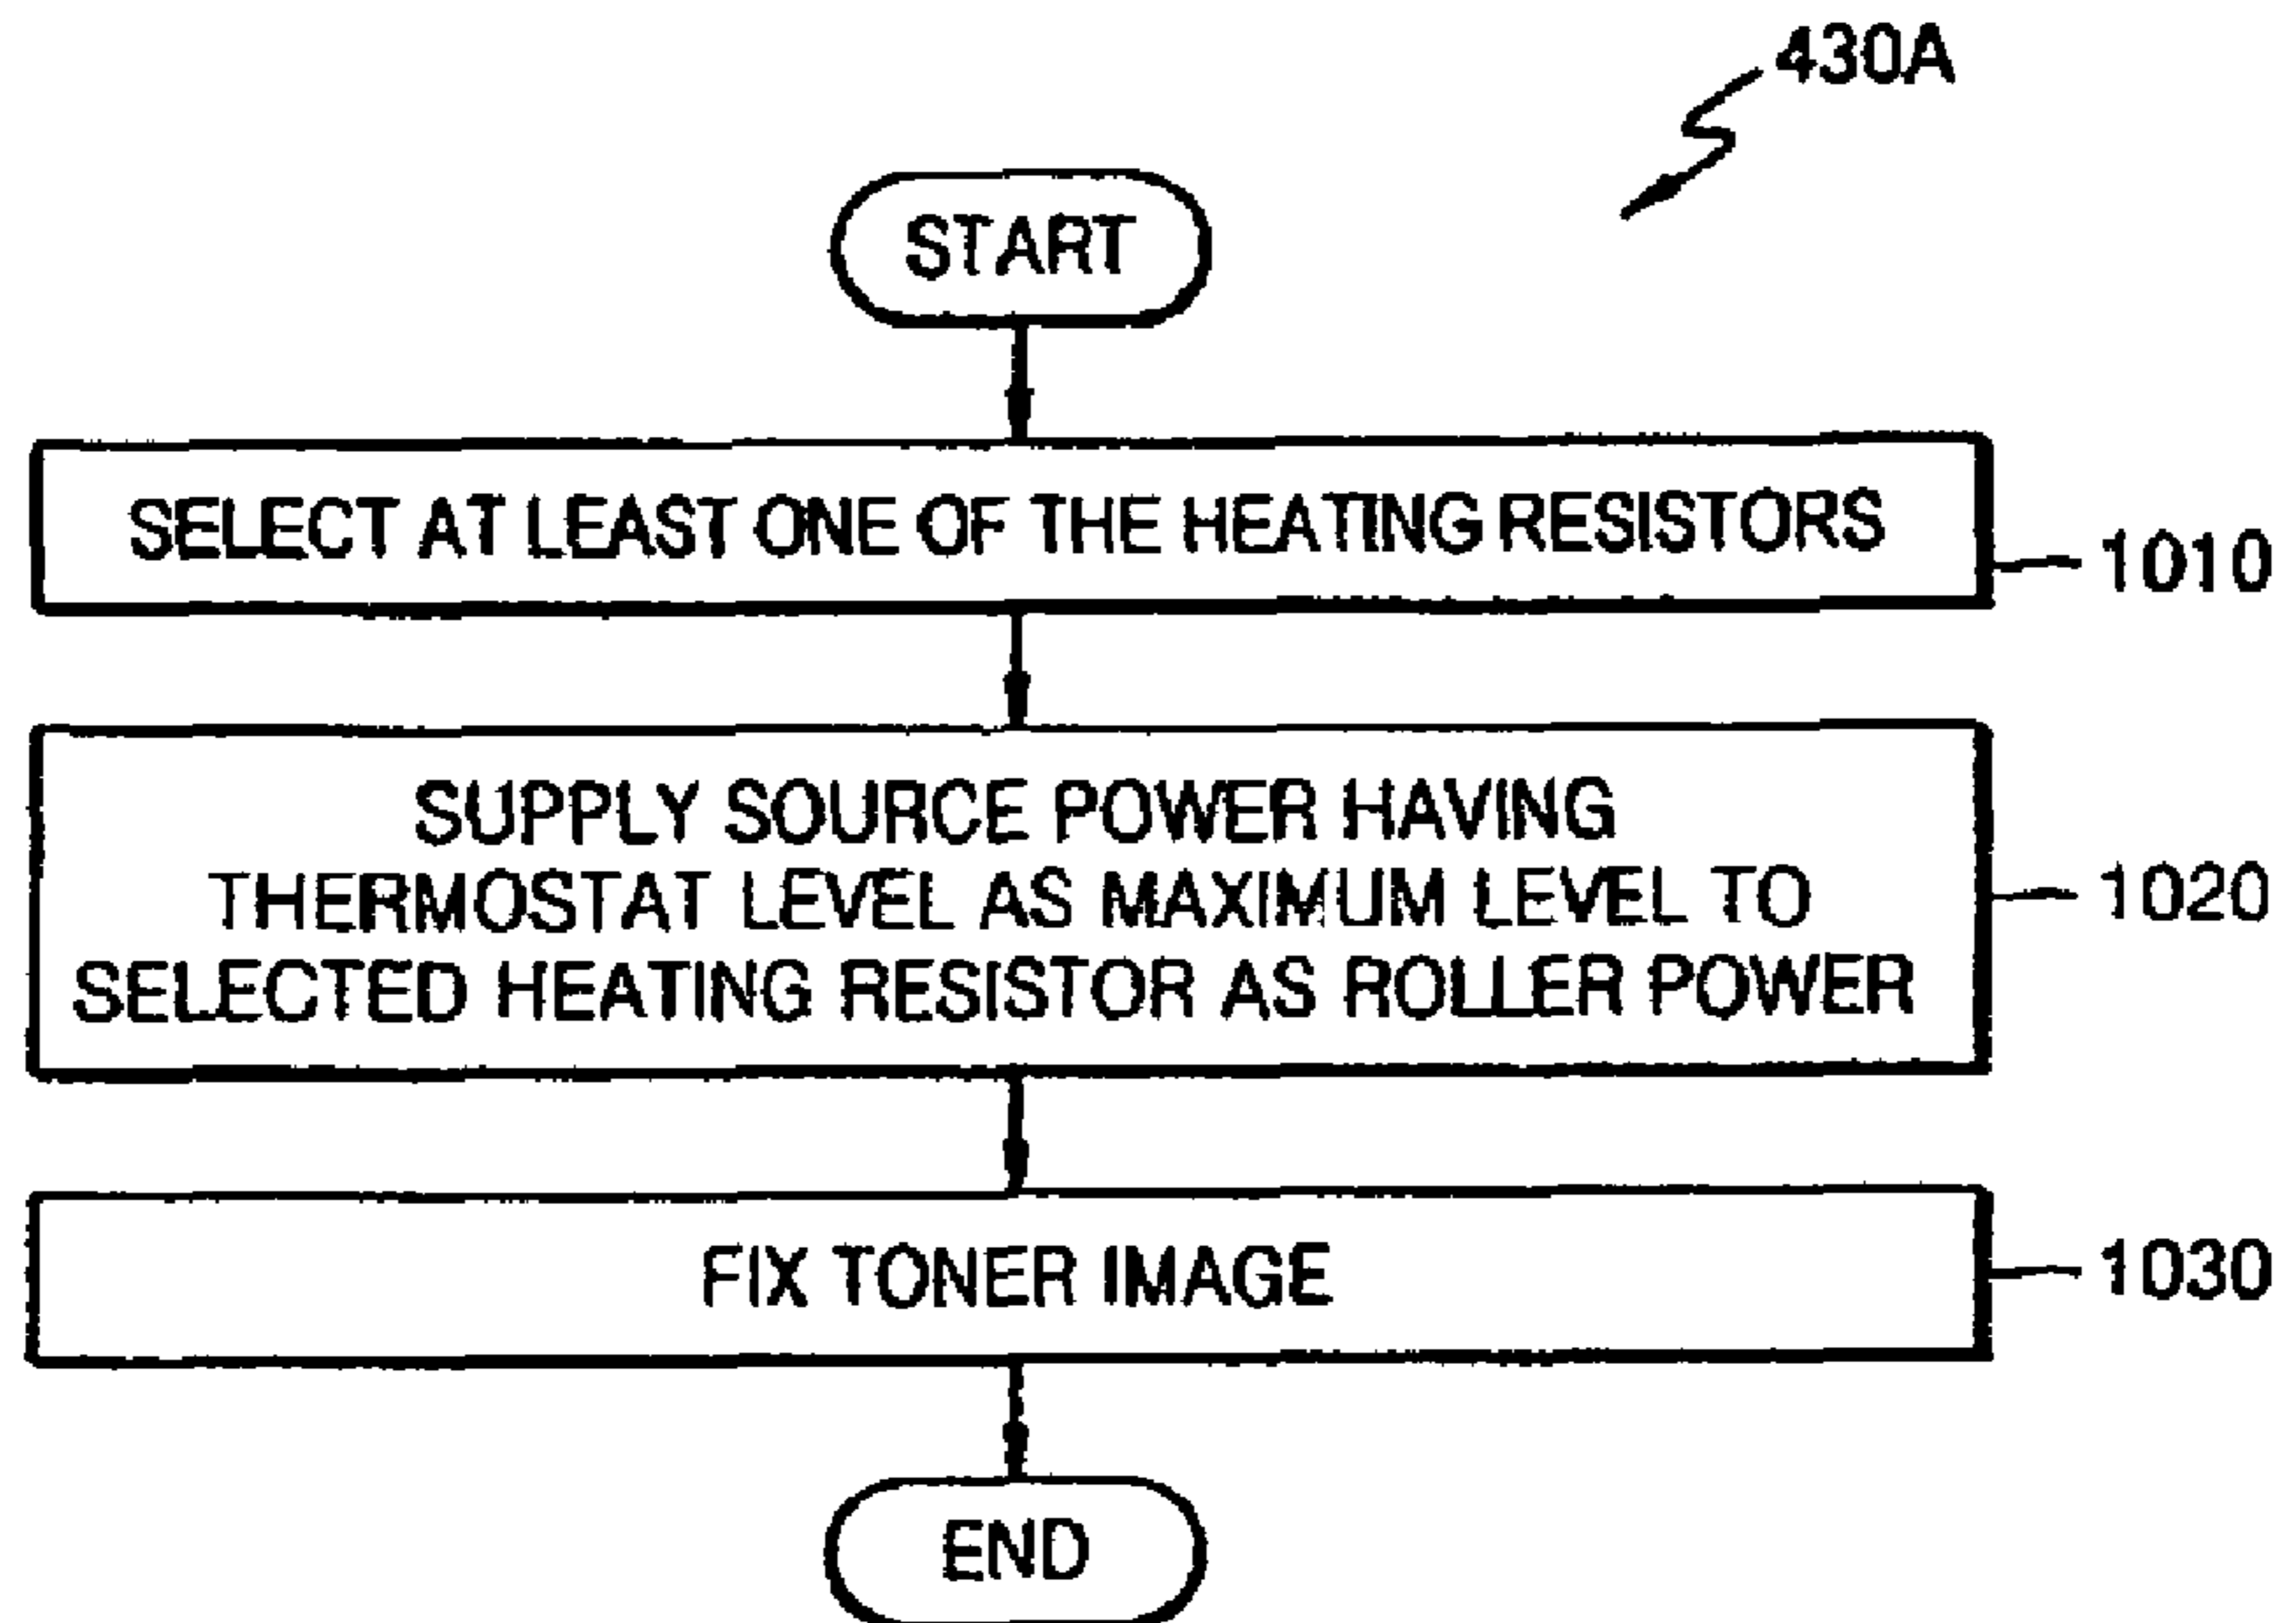 430A
START
SELECT AT LEAST ONE OF THE HEATING RESISTORS
1010
SUPPLY SOURCE POWER HAVING
THERMOSTAT LEVEL AS MAXIMUM LEVEL TO
SELECTED HEATING RESISTOR AS ROLLER POWER
1020
FIX TONER IMAGE
1030
END